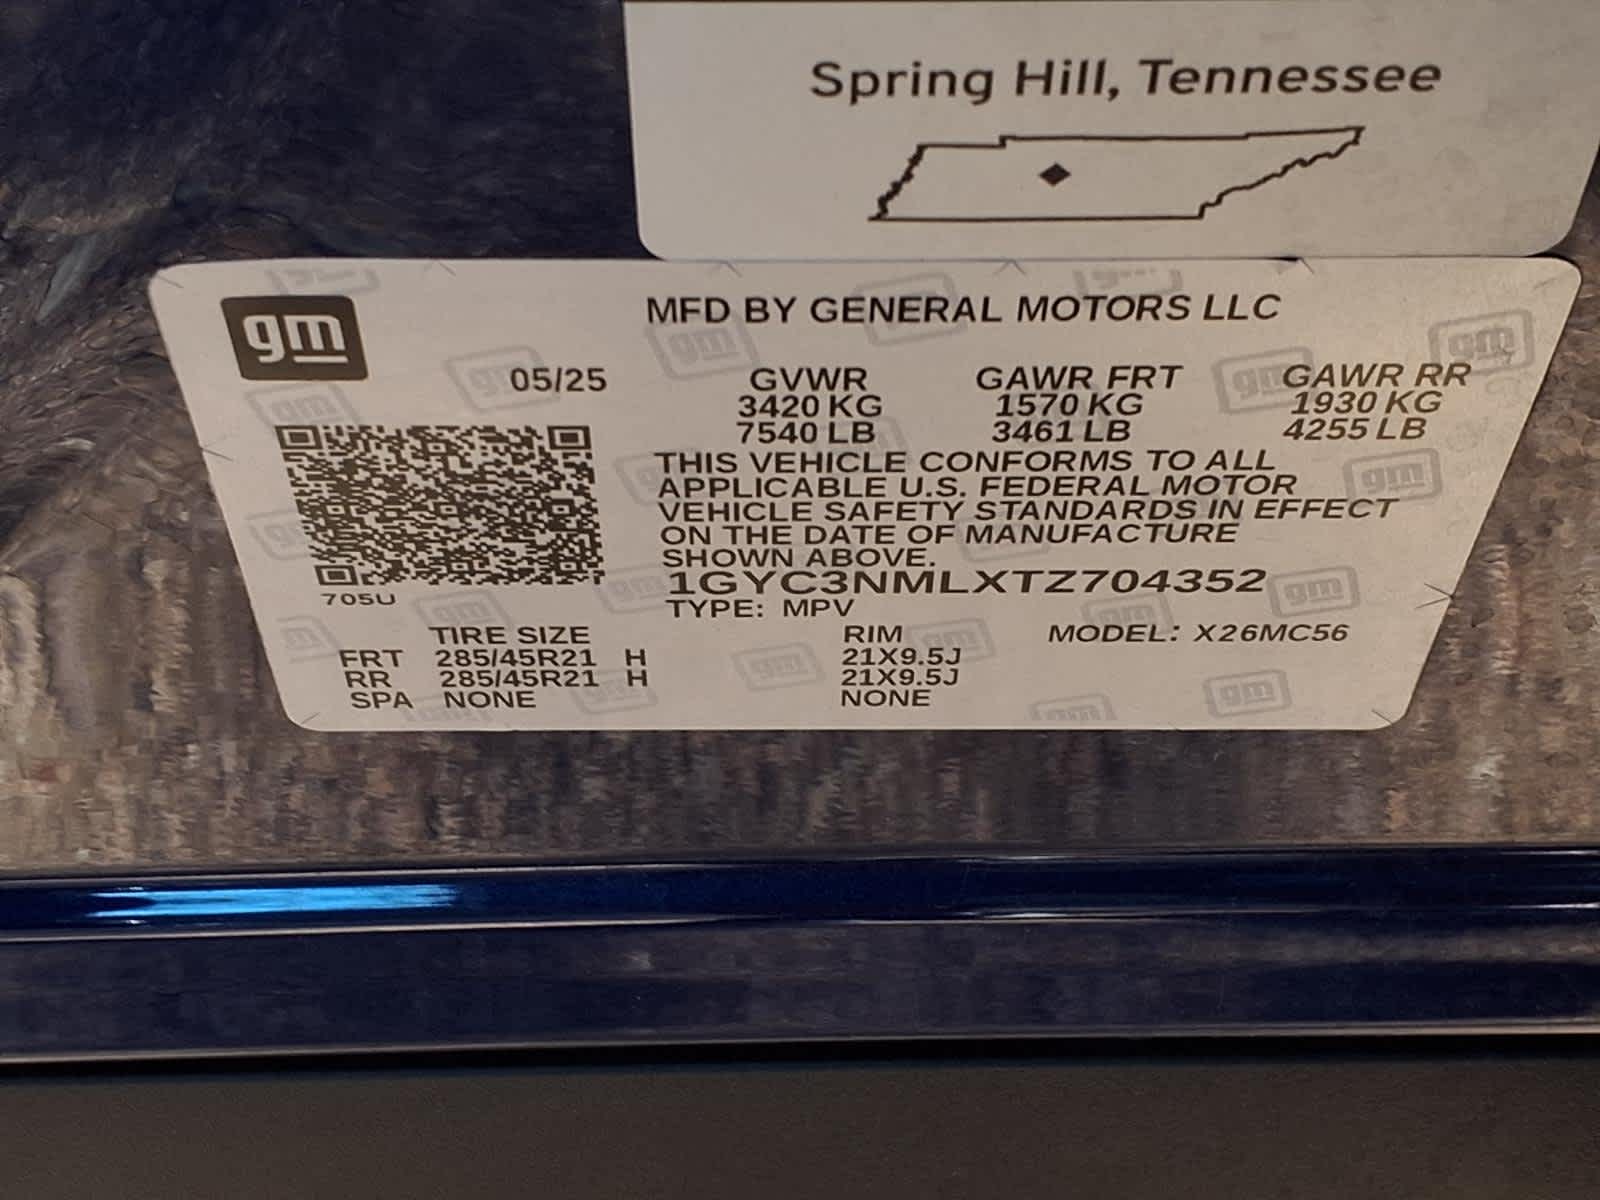 Spring Hill, Tennessee
gm
MFD BY GENERAL MOTORS LLC
05/25 GVWR GAWR FRT GAWR RR
3420 KG 1570 KG 1930 KG
7540 LB 3461 LB 4255 LB
THIS VEHICLE CONFORMS TO ALL
APPLICABLE U.S. FEDERAL MOTOR
VEHICLE SAFETY STANDARDS IN EFFECT
ON THE DATE OF MANUFACTURE
SHOWN ABOVE.
1GYC3NMLXTZ704352
705U
TYPE: MPV
TIRE SIZE RIM MODEL: X26MC56
FRT 285/45R21 H 21X9.5J
RR 285/45R21 H 21X9.5J
SPA NONE NONE